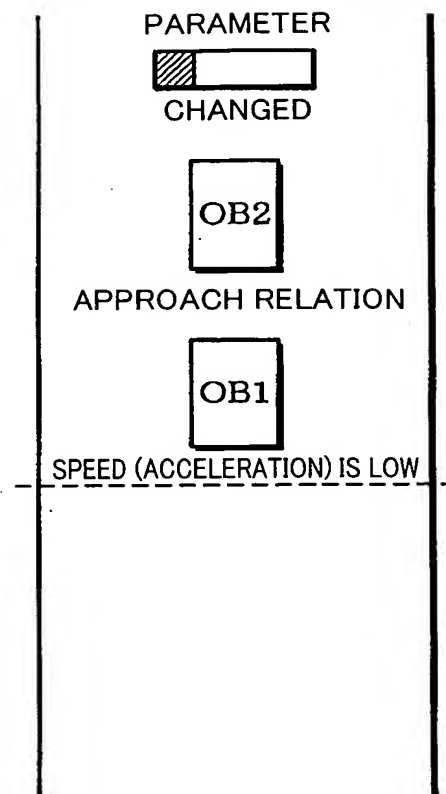 PARAMETER
CHANGED
OB2
APPROACH RELATION
OB1
SPEED (ACCELERATION) IS LOW